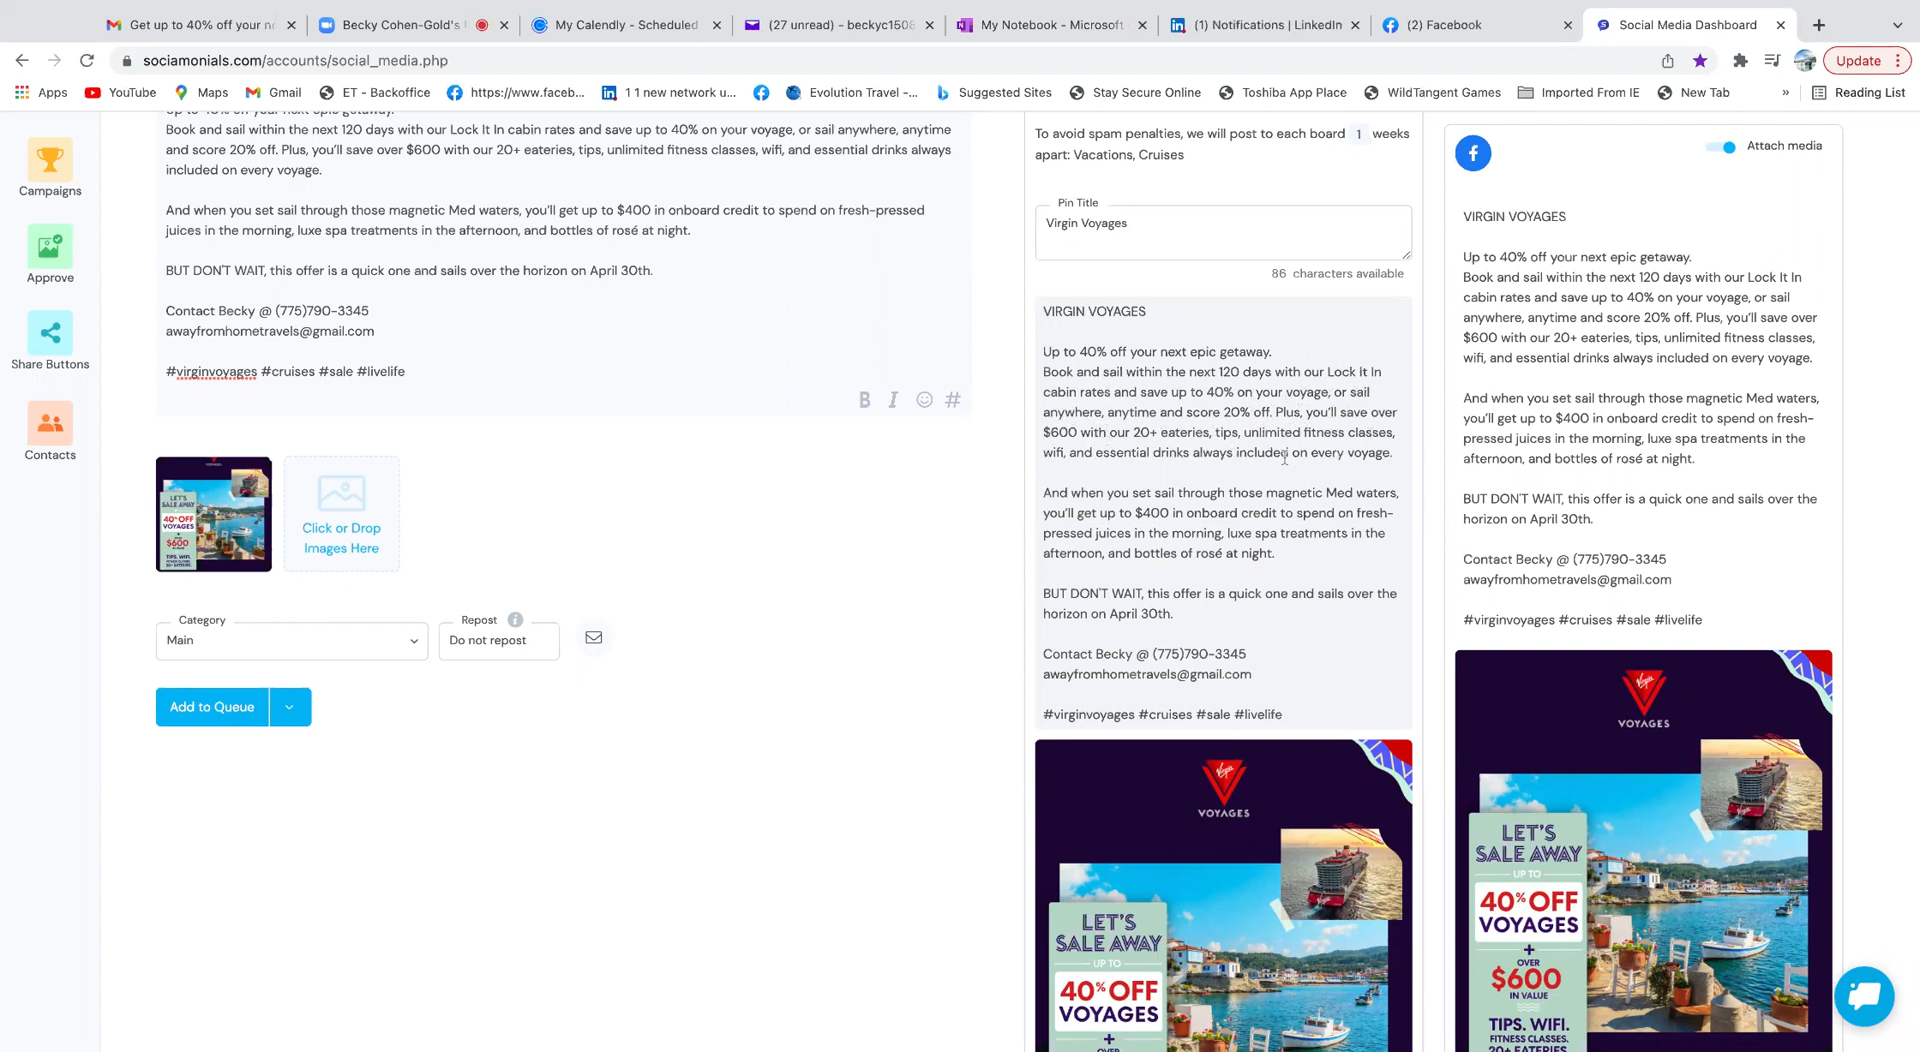 Get up to 40% off your n
Becky Cohen-Gold's
My Calendly - Scheduled
(27 unread) - beckyc1508
My Notebook - Microsoft
(1) Notifications | LinkedIn
(2) Facebook
Social Media Dashboard
sociamonials.com/accounts/social_media.php
Update
Apps
YouTube
Maps
Gmail
ET - Backoffice
https://www.faceb...
1 1 new network u...
Evolution Travel -...
Suggested Sites
Stay Secure Online
Toshiba App Place
WildTangent Games
Imported From IE
New Tab
»
Reading List
Campaigns
Approve
Share Buttons
Contacts
Up to 40% off your next epic getaway.
Book and sail within the next 120 days with our Lock It In cabin rates and save up to 40% on your voyage, or sail anywhere, anytime
and score 20% off. Plus, you'll save over $600 with our 20+ eateries, tips, unlimited fitness classes, wifi, and essential drinks always
included on every voyage.
And when you set sail through those magnetic Med waters, you'll get up to $400 in onboard credit to spend on fresh-pressed
juices in the morning, luxe spa treatments in the afternoon, and bottles of rosé at night.
BUT DON'T WAIT, this offer is a quick one and sails over the horizon on April 30th.
Contact Becky @ (775)790-3345
awayfromhometravels@gmail.com
#virginvoyages #cruises #sale #livelife
B I #
LET'S
SALE AWAY
40% OFF
VOYAGES
$600
TIPS. WIFI.
Click or Drop
Images Here
Category
Main
Repost
Do not repost
Add to Queue
To avoid spam penalties, we will post to each board 1 weeks
apart: Vacations, Cruises
Pin Title
Virgin Voyages
86 characters available
VIRGIN VOYAGES
Up to 40% off your next epic getaway.
Book and sail within the next 120 days with our Lock It In
cabin rates and save up to 40% on your voyage, or sail
anywhere, anytime and score 20% off. Plus, you'll save over
$600 with our 20+ eateries, tips, unlimited fitness classes,
wifi, and essential drinks always included on every voyage.
And when you set sail through those magnetic Med waters,
you'll get up to $400 in onboard credit to spend on fresh-
pressed juices in the morning, luxe spa treatments in the
afternoon, and bottles of rosé at night.
BUT DON'T WAIT, this offer is a quick one and sails over the
horizon on April 30th.
Contact Becky @ (775)790-3345
awayfromhometravels@gmail.com
#virginvoyages #cruises #sale #livelife
Virgin
VOYAGES
LET'S
SALE AWAY
UP TO
40% OFF
VOYAGES
+
OVER
Attach media
VIRGIN VOYAGES
Up to 40% off your next epic getaway.
Book and sail within the next 120 days with our Lock It In
cabin rates and save up to 40% on your voyage, or sail
anywhere, anytime and score 20% off. Plus, you'll save over
$600 with our 20+ eateries, tips, unlimited fitness classes,
wifi, and essential drinks always included on every voyage.
And when you set sail through those magnetic Med waters,
you'll get up to $400 in onboard credit to spend on fresh-
pressed juices in the morning, luxe spa treatments in the
afternoon, and bottles of rosé at night.
BUT DON'T WAIT, this offer is a quick one and sails over the
horizon on April 30th.
Contact Becky @ (775)790-3345
awayfromhometravels@gmail.com
#virginvoyages #cruises #sale #livelife
Virgin
VOYAGES
LET'S
SALE AWAY
UP TO
40% OFF
VOYAGES
+
OVER
$600
IN VALUE
TIPS. WIFI.
FITNESS CLASSES.
20+ EATERIES